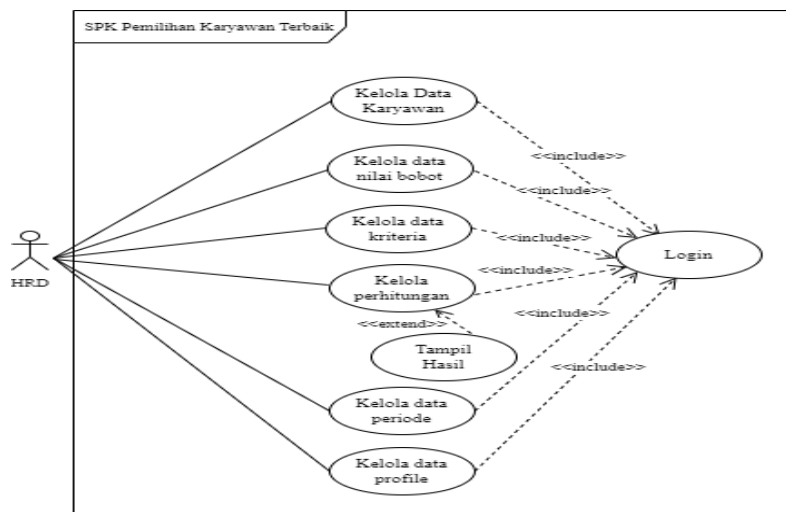 SPK Pemilihan Karyawan Terbaik
Kelola Data
Karyawan
<<include>>
Kelola data
nilai bobot
<<include>>
Kelola data
kriteria
<<include>>
Login
HRD
Kelola
perhitungan
<<include>>
<<extend>>
<<include>>
Tampil
Hasil
<<include>>
Kelola data
periode
Kelola data
profile